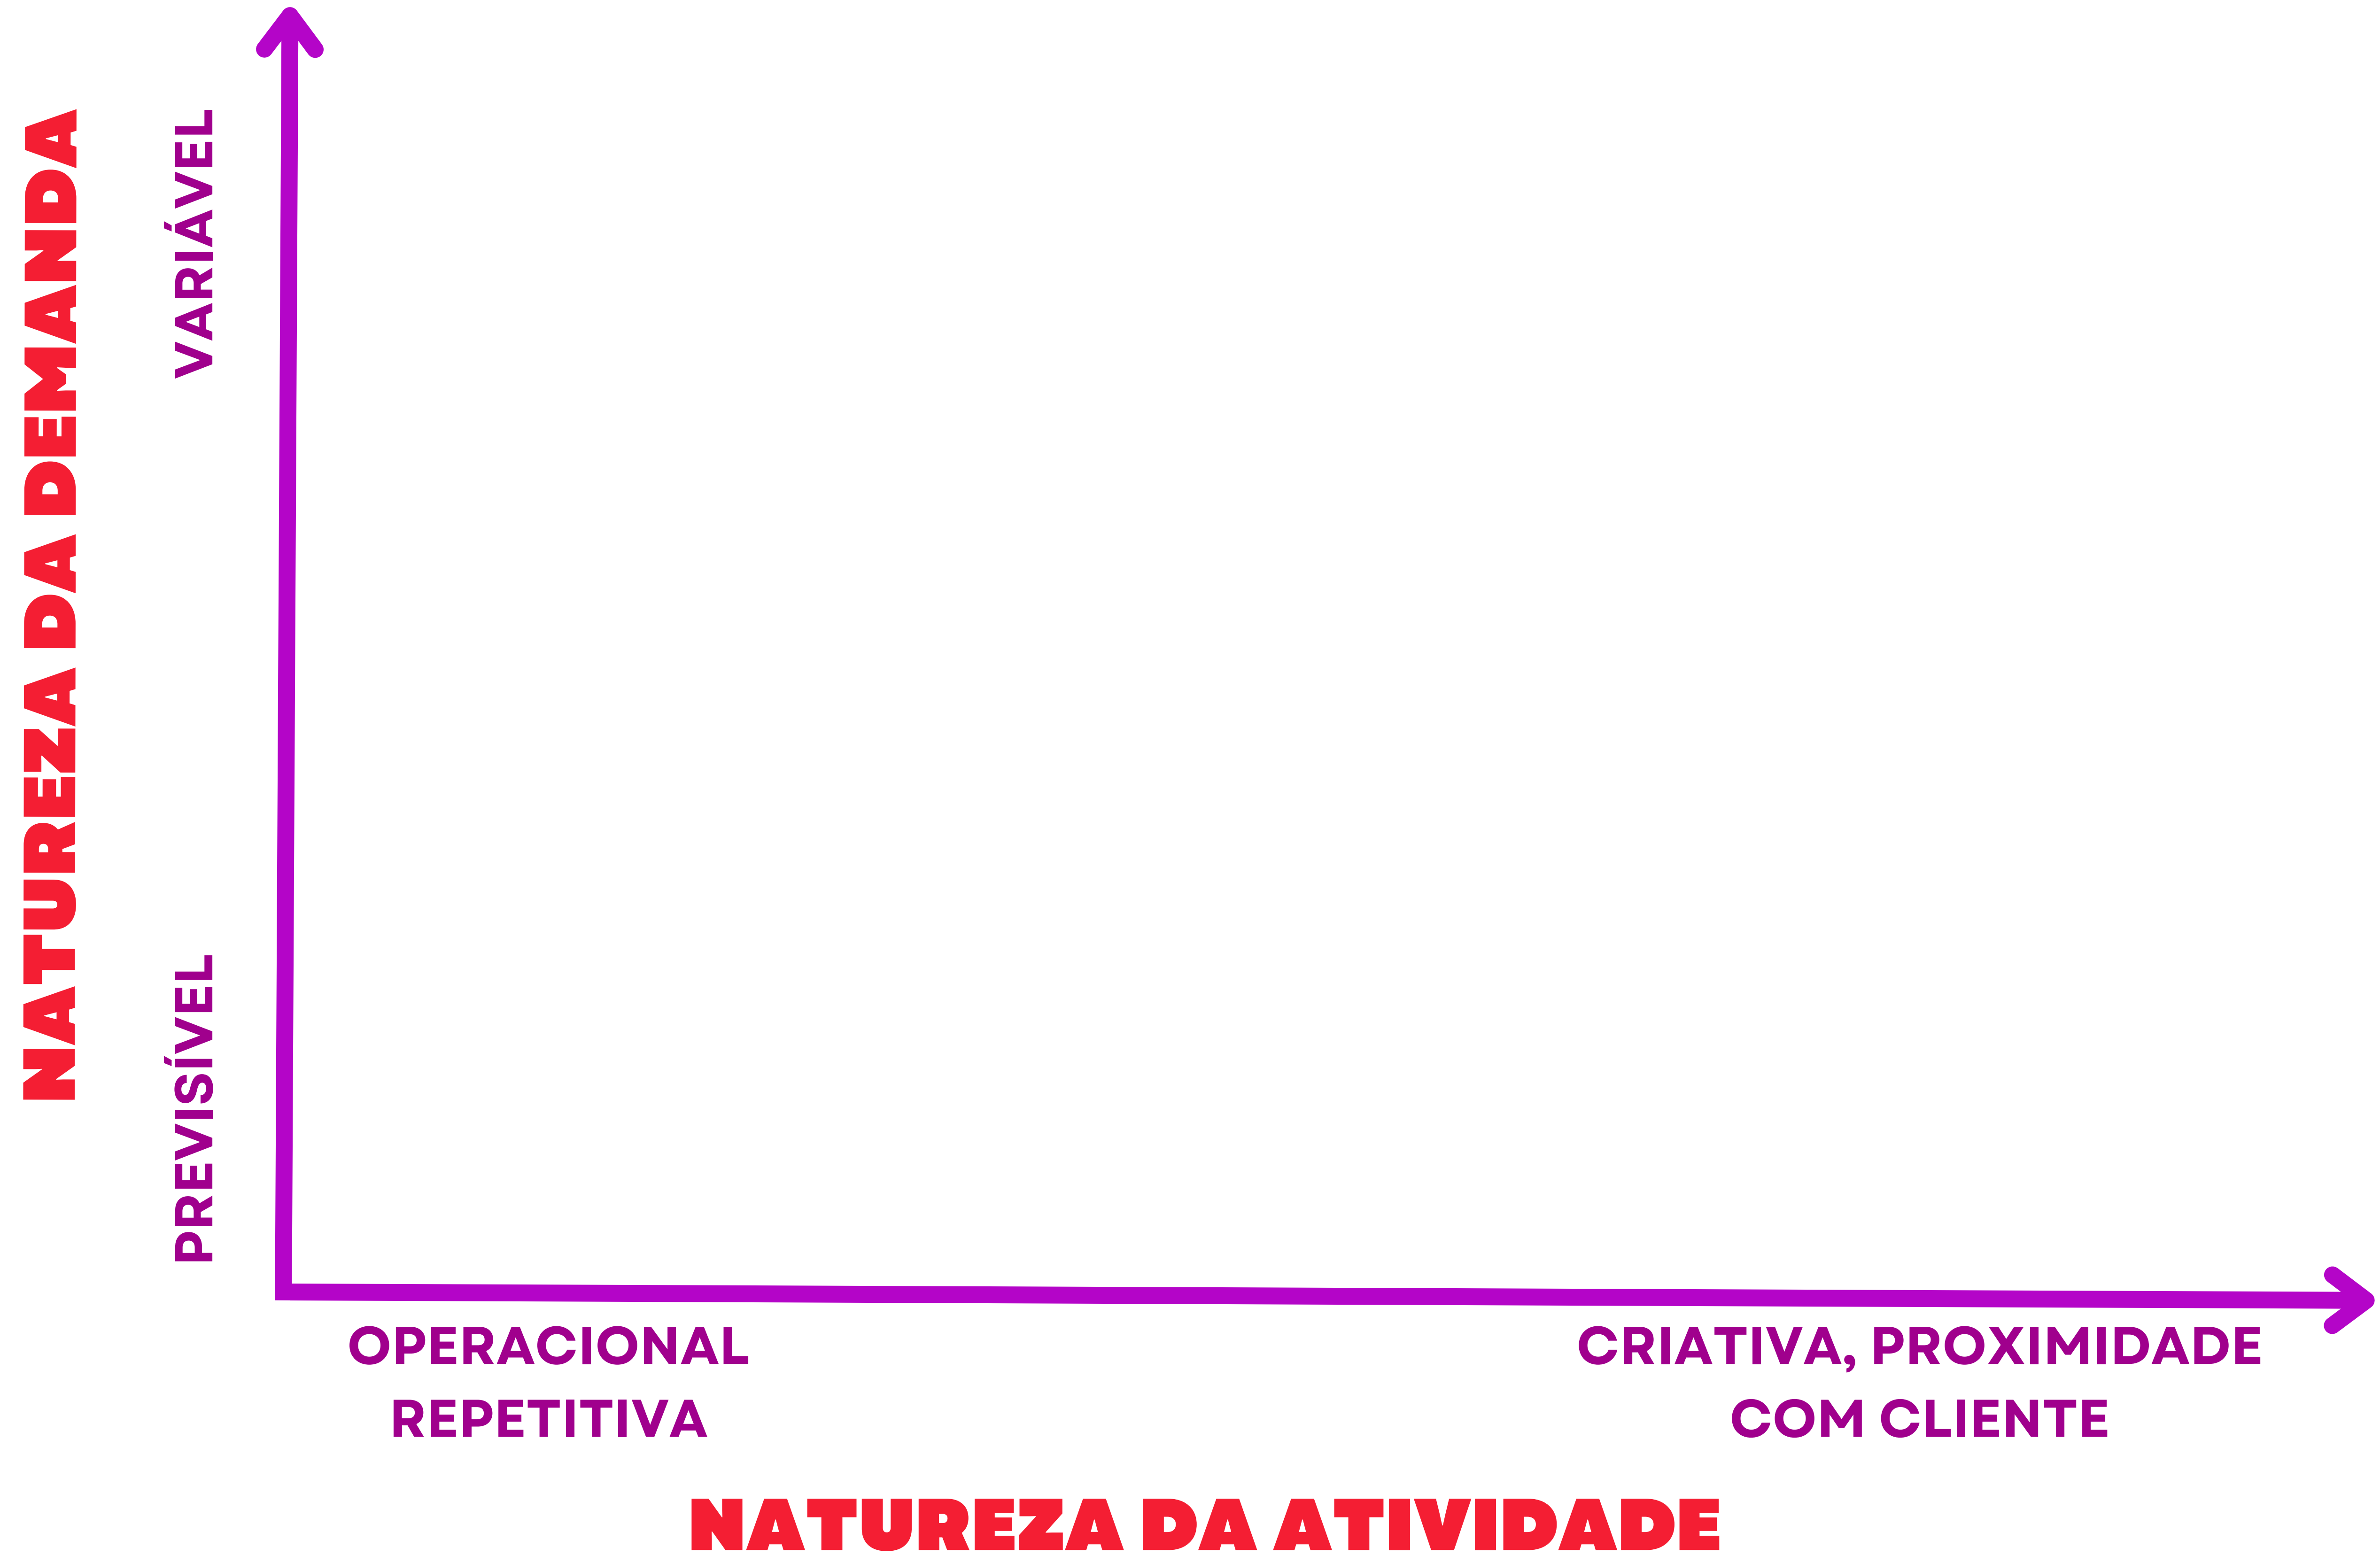 NATUREZA DA DEMANDA
VARIÁVEL
PREVISÍVEL
OPERACIONAL
REPETITIVA
CRIATIVA, PROXIMIDADE
COM CLIENTE
NATUREZA DA ATIVIDADE